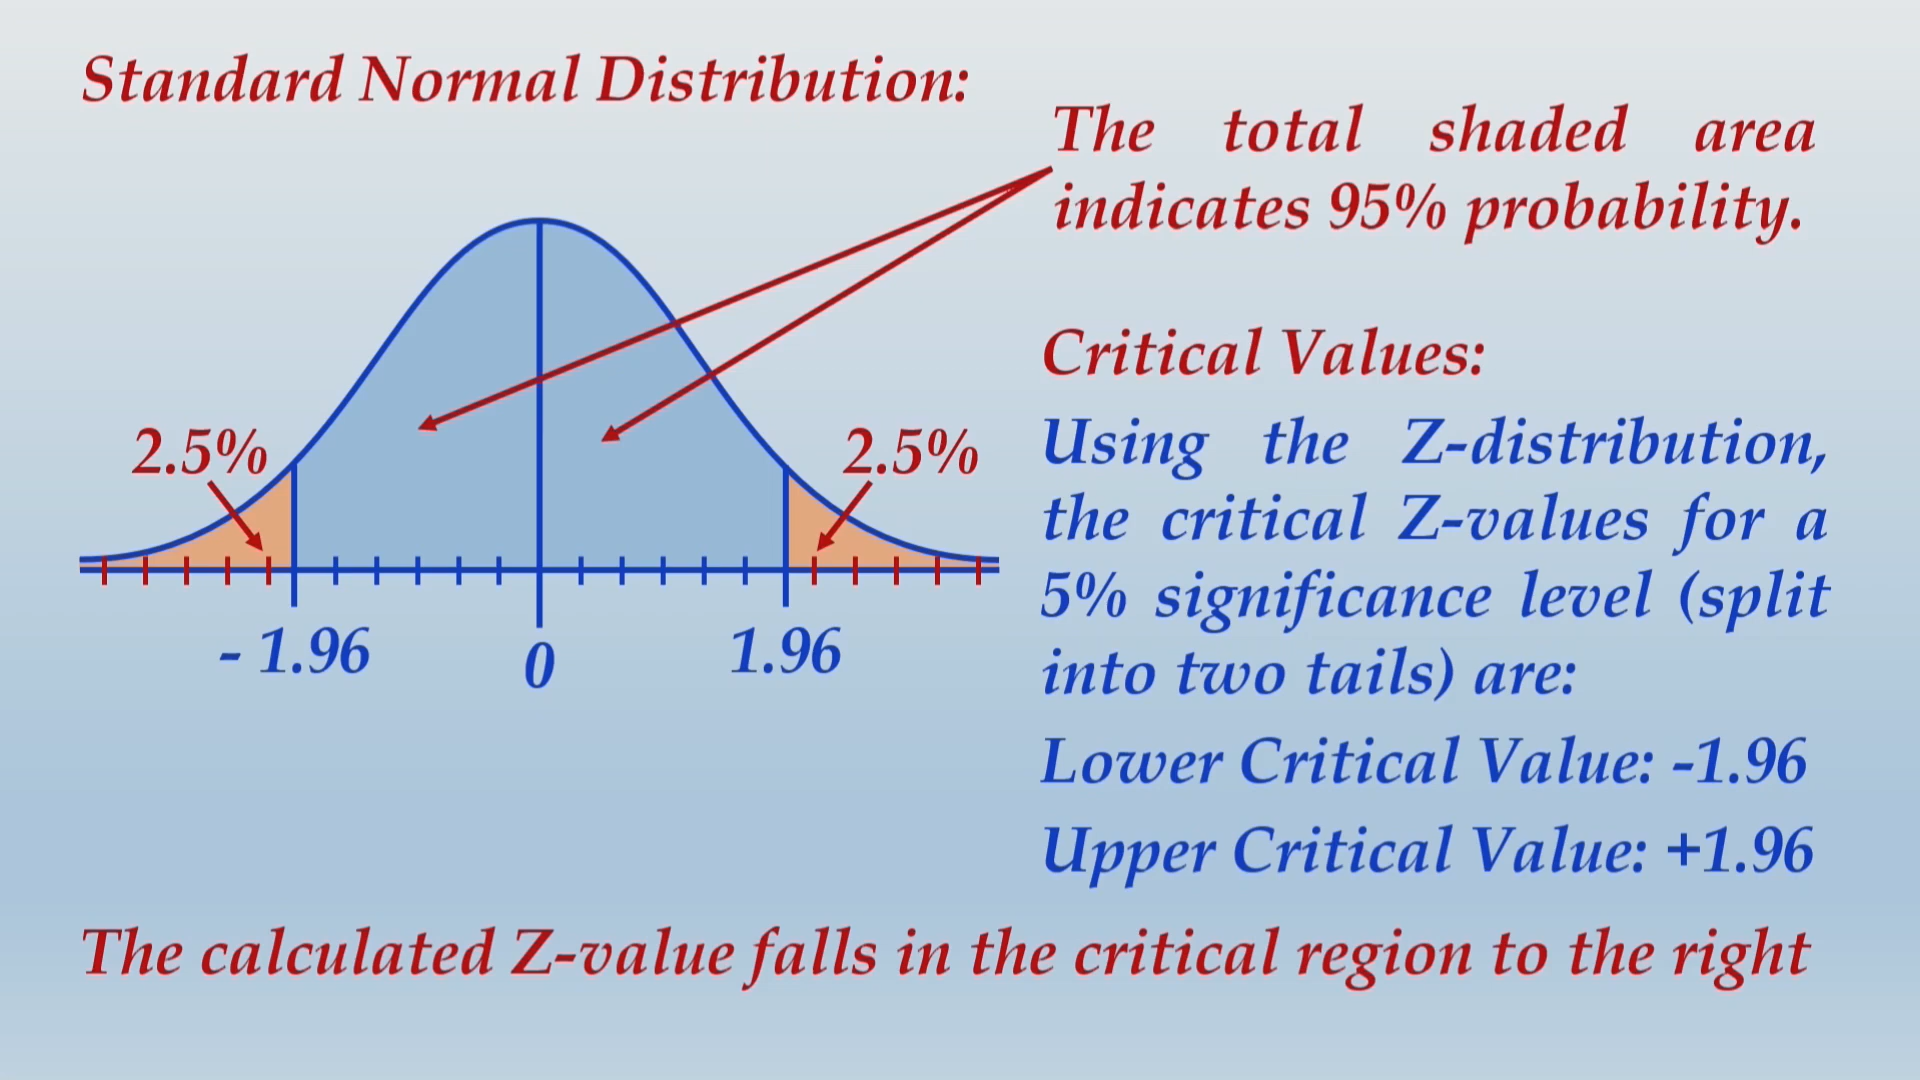 Standard Normal Distribution:
The total shaded area
indicates 95% probability.
2.5%
2.5%
- 1.96
0
1.96
Critical Values:
Using the Z-distribution,
the critical Z-values for a
5% significance level (split
into two tails) are:
Lower Critical Value: -1.96
Upper Critical Value: +1.96
The calculated Z-value falls in the critical region to the right